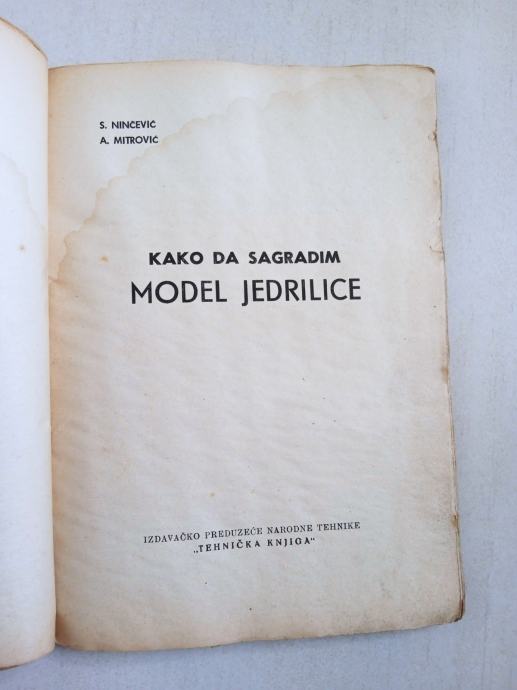 S. NINČEVIĆ
A. MITROVIĆ
KAKO DA SAGRADIM
MODEL JEDRILICE
IZDAVAČKO PREDUZEĆE NARODNE TEHNIKE
„TEHNIČKA KNJIGA“